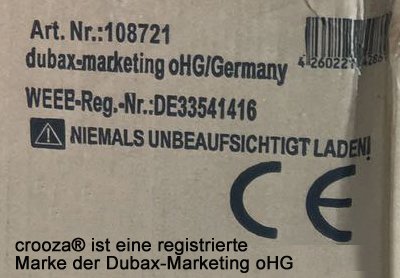 Art. Nr.:108721
dubax-marketing oHG/Germany
WEEE-Reg.-Nr.:DE33541416
NIEMALS UNBEAUFSICHTIGT LADEN!
CE
crooza® ist eine registrierte
Marke der Dubax-Marketing oHG